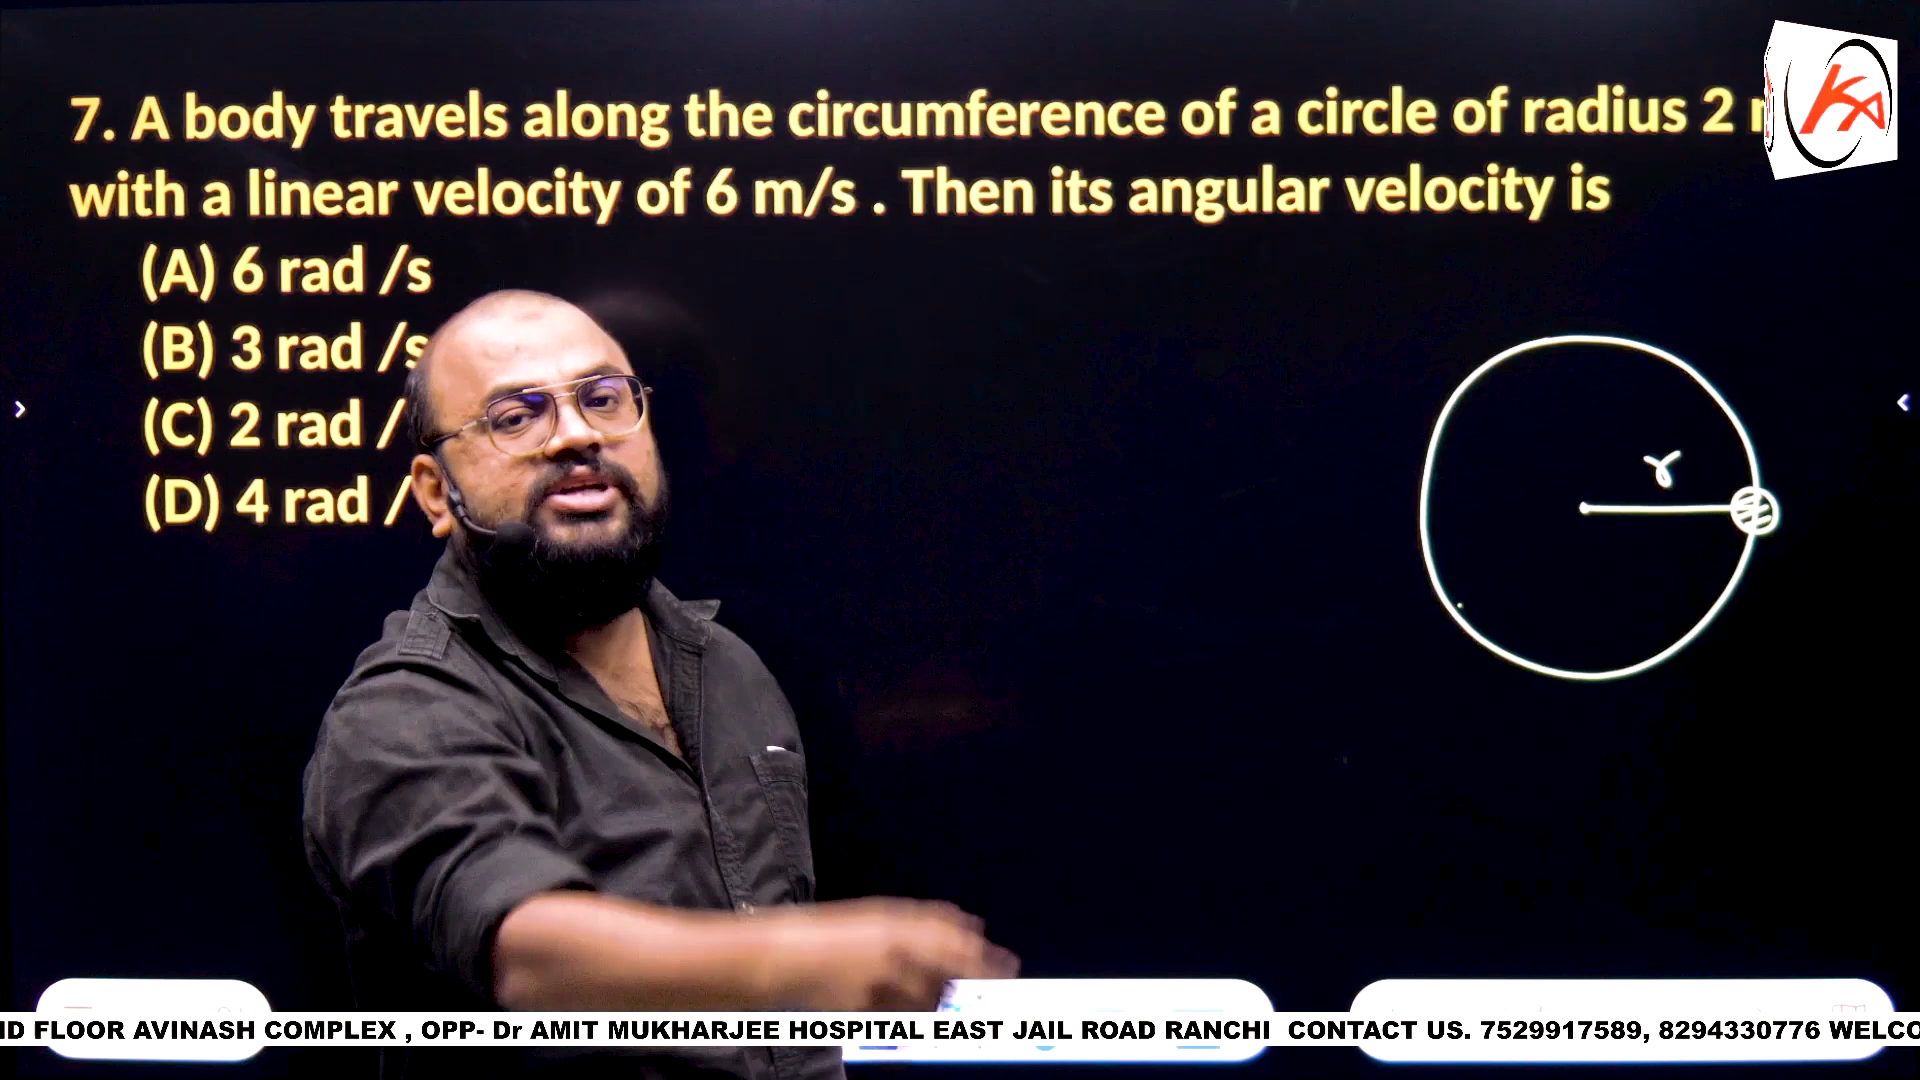 7. A body travels along the circumference of a circle of radius 2
with a linear velocity of 6 m/s . Then its angular velocity is
(A) 6 rad /s
(B) 3 rad /s
(C) 2 rad /
(D) 4 rad /
r
KA
FLOOR AVINASH COMPLEX , OPP- Dr AMIT MUKHARJEE HOSPITAL EAST JAIL ROAD RANCHI CONTACT US. 7529917589, 8294330776